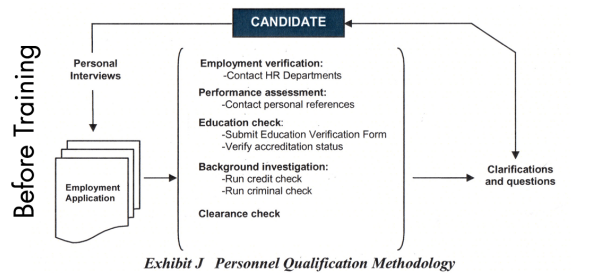 CANDIDATE
Before Training
Personal
Interviews
Employment
Application
Employment verification:
-Contact HR Departments
Performance assessment:
-Contact personal references
Education check:
-Submit Education Verification Form
-Verify accreditation status
Background investigation:
-Run credit check
-Run criminal check
Clearance check
Clarifications
and questions
Exhibit J Personnel Qualification Methodology